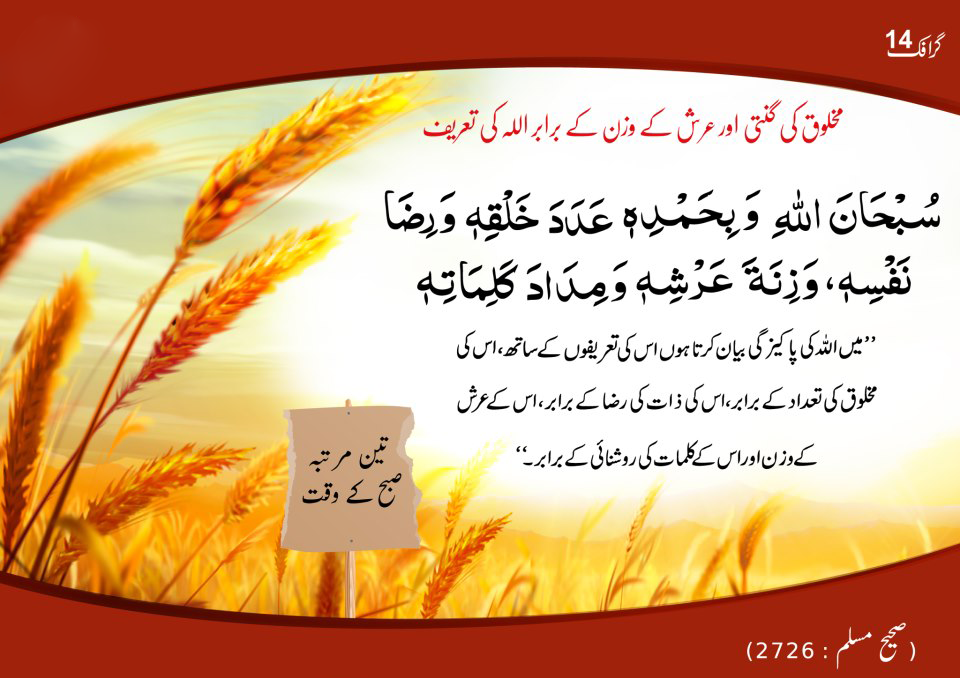 گرافک 14
مخلوق کی گنتی اور عرش کے وزن کے برابر اللہ کی تعریف
سُبْحَانَ اللهِ وَبِحَمْدِهٖ عَدَدَ خَلْقِهٖ وَرِضَا
نَفْسِهٖ، وَزِنَةَ عَرْشِهٖ وَمِدَادَ كَلِمَاتِهٖ
’’میں اللہ کی پاکیزگی بیان کرتا ہوں اس کی تعریفوں کے ساتھ، اس کی
مخلوق کی تعداد کے برابر، اس کی ذات کی رضا کے برابر، اس کے عرش
کے وزن اور اس کے کلمات کی روشنائی کے برابر۔‘‘
تین مرتبہ
صبح کے وقت
(صحیح مسلم : 2726)